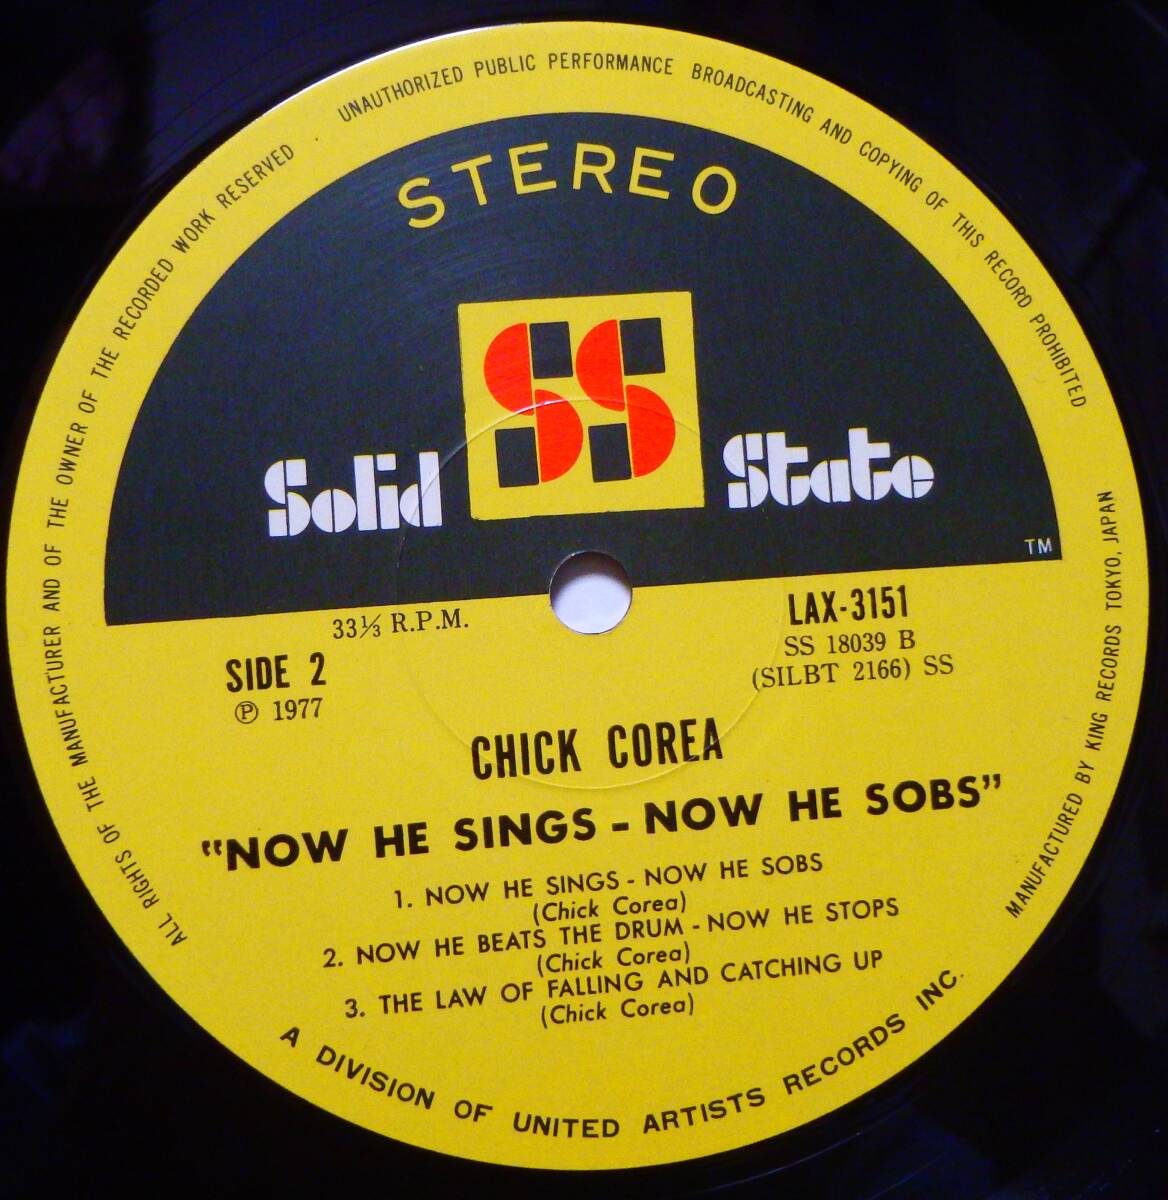 ALL RIGHTS OF THE MANUFACTURER AND OF THE OWNER OF THE RECORDED WORK RESERVED
UNAUTHORIZED PUBLIC PERFORMANCE BROADCASTING AND COPYING OF THIS RECORD PROHIBITED
STEREO
SS
Solid State
TM
33⅓ R.P.M.
LAX-3151
SS 18039 B
(SILBT 2166) SS
SIDE 2
Ⓟ 1977
CHICK COREA
"NOW HE SINGS - NOW HE SOBS"
1. NOW HE SINGS - NOW HE SOBS
(Chick Corea)
2. NOW HE BEATS THE DRUM - NOW HE STOPS
(Chick Corea)
3. THE LAW OF FALLING AND CATCHING UP
(Chick Corea)
A DIVISION OF UNITED ARTISTS RECORDS INC.
MANUFACTURED BY KING RECORDS TOKYO, JAPAN